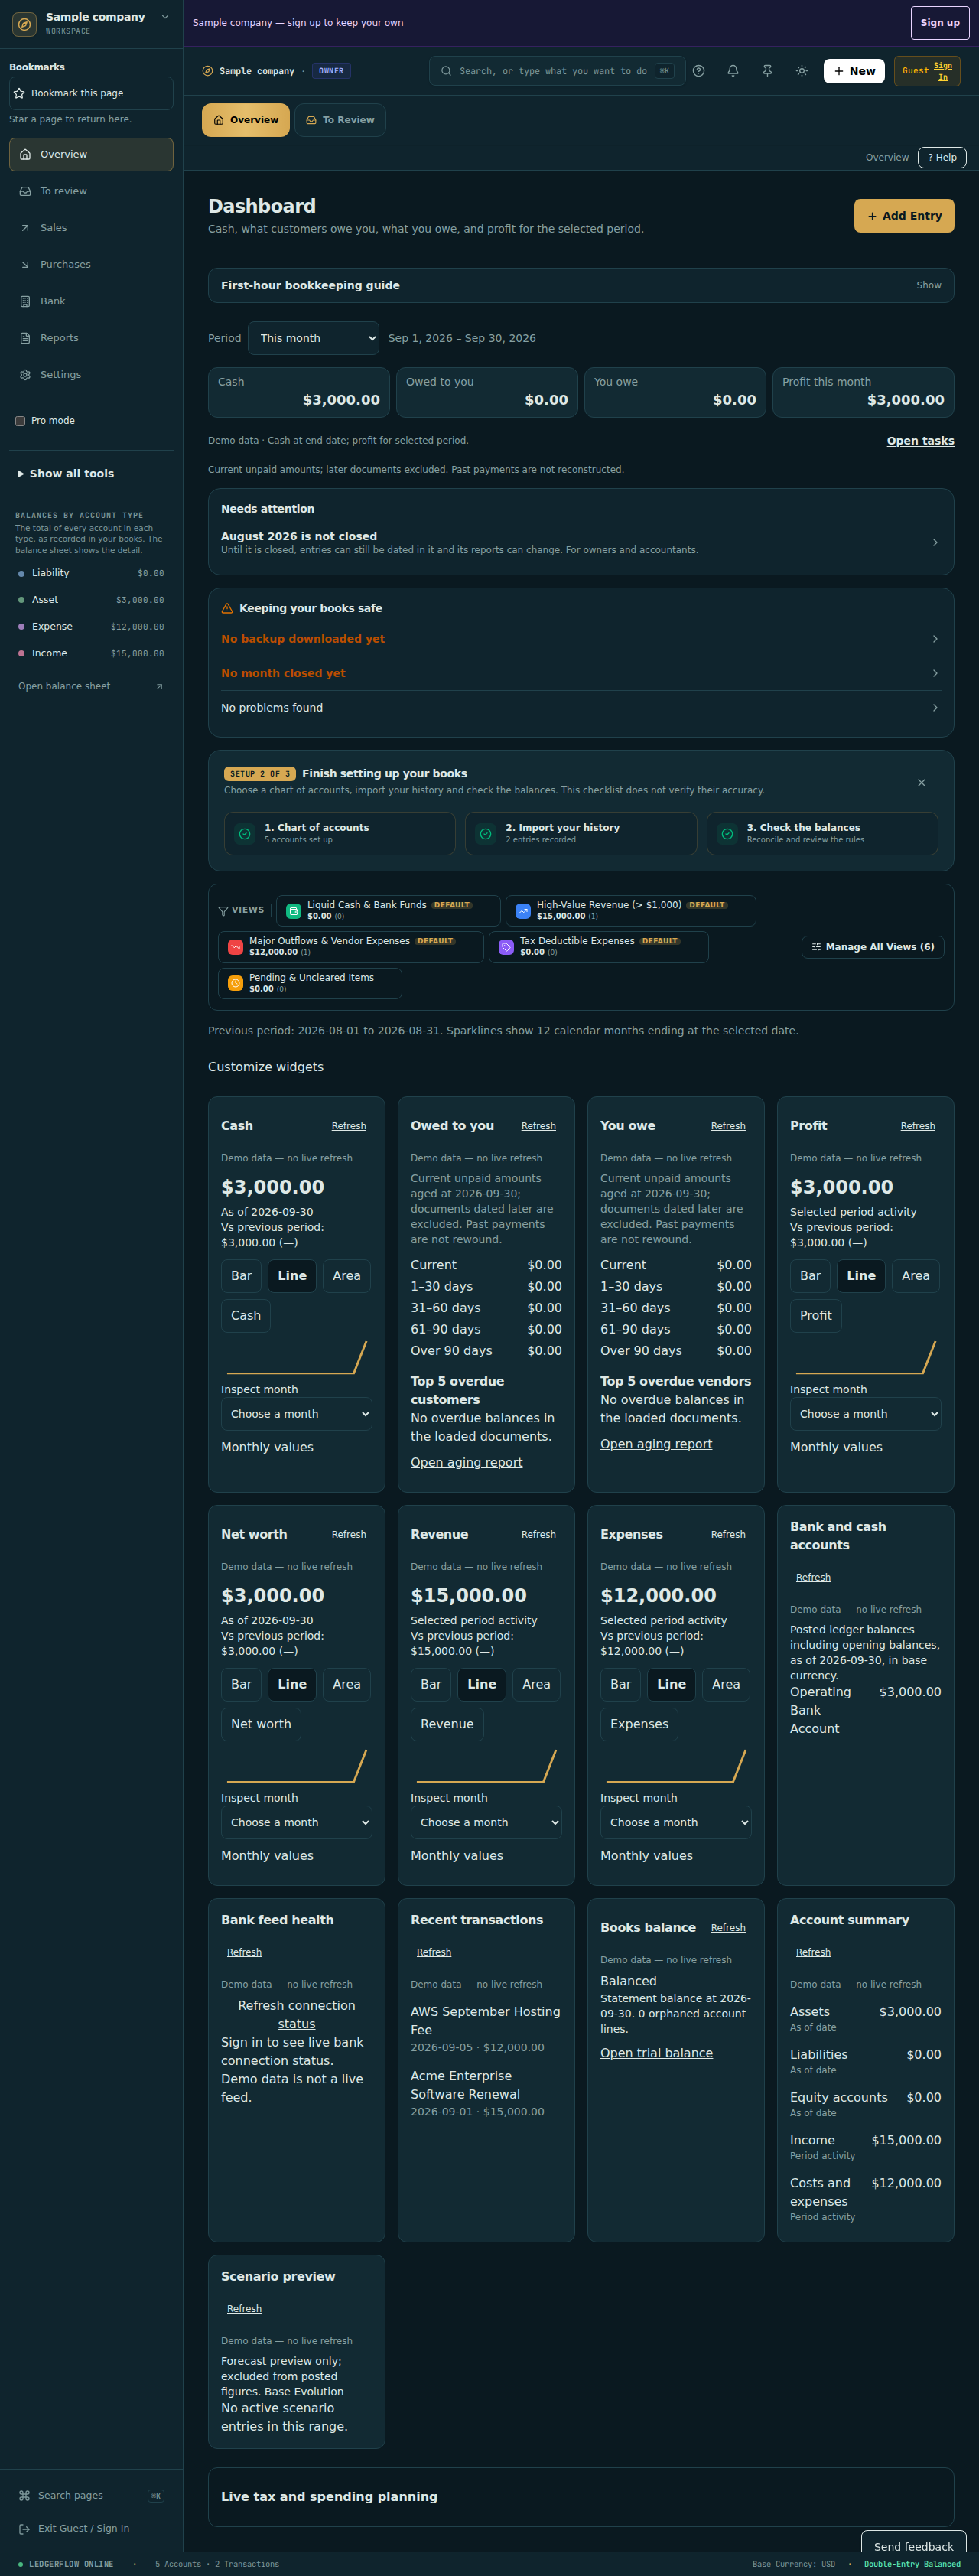 Sample company
WORKSPACE
Bookmarks
Bookmark this page
Star a page to return here.
Overview
To review
Sales
Purchases
Bank
Reports
Settings
Pro mode
Show all tools
BALANCES BY ACCOUNT TYPE
The total of every account in each
type, as recorded in your books. The
balance sheet shows the detail.
Liability $0.00
Asset $3,000.00
Expense $12,000.00
Income $15,000.00
Open balance sheet
Search pages ⌘K
Exit Guest / Sign In
Sample company — sign up to keep your own
Sign up
Sample company · OWNER
Search, or type what you want to do ⌘K
New
Guest Sign In
Overview
To Review
Overview
? Help
Dashboard
Cash, what customers owe you, what you owe, and profit for the selected period.
Add Entry
First-hour bookkeeping guide Show
Period This month Sep 1, 2026 – Sep 30, 2026
Cash $3,000.00
Owed to you $0.00
You owe $0.00
Profit this month $3,000.00
Demo data · Cash at end date; profit for selected period. Open tasks
Current unpaid amounts; later documents excluded. Past payments are not reconstructed.
Needs attention
August 2026 is not closed
Until it is closed, entries can still be dated in it and its reports can change. For owners and accountants.
Keeping your books safe
No backup downloaded yet
No month closed yet
No problems found
SETUP 2 OF 3 Finish setting up your books
Choose a chart of accounts, import your history and check the balances. This checklist does not verify their accuracy.
1. Chart of accounts
5 accounts set up
2. Import your history
2 entries recorded
3. Check the balances
Reconcile and review the rules
VIEWS
Liquid Cash & Bank Funds DEFAULT
$0.00 (0)
High-Value Revenue (> $1,000) DEFAULT
$15,000.00 (1)
Major Outflows & Vendor Expenses DEFAULT
$12,000.00 (1)
Tax Deductible Expenses DEFAULT
$0.00 (0)
Pending & Uncleared Items
$0.00 (0)
Manage All Views (6)
Previous period: 2026-08-01 to 2026-08-31. Sparklines show 12 calendar months ending at the selected date.
Customize widgets
Cash Refresh
Demo data — no live refresh
$3,000.00
As of 2026-09-30
Vs previous period:
$3,000.00 (—)
Bar Line Area
Cash
Inspect month
Choose a month
Monthly values
Owed to you Refresh
Demo data — no live refresh
Current unpaid amounts
aged at 2026-09-30;
documents dated later are
excluded. Past payments
are not rewound.
Current $0.00
1–30 days $0.00
31–60 days $0.00
61–90 days $0.00
Over 90 days $0.00
Top 5 overdue
customers
No overdue balances in
the loaded documents.
Open aging report
You owe Refresh
Demo data — no live refresh
Current unpaid amounts
aged at 2026-09-30;
documents dated later are
excluded. Past payments
are not rewound.
Current $0.00
1–30 days $0.00
31–60 days $0.00
61–90 days $0.00
Over 90 days $0.00
Top 5 overdue vendors
No overdue balances in
the loaded documents.
Open aging report
Profit Refresh
Demo data — no live refresh
$3,000.00
Selected period activity
Vs previous period:
$3,000.00 (—)
Bar Line Area
Profit
Inspect month
Choose a month
Monthly values
Net worth Refresh
Demo data — no live refresh
$3,000.00
As of 2026-09-30
Vs previous period:
$3,000.00 (—)
Bar Line Area
Net worth
Inspect month
Choose a month
Monthly values
Revenue Refresh
Demo data — no live refresh
$15,000.00
Selected period activity
Vs previous period:
$15,000.00 (—)
Bar Line Area
Revenue
Inspect month
Choose a month
Monthly values
Expenses Refresh
Demo data — no live refresh
$12,000.00
Selected period activity
Vs previous period:
$12,000.00 (—)
Bar Line Area
Expenses
Inspect month
Choose a month
Monthly values
Bank and cash
accounts
Refresh
Demo data — no live refresh
Posted ledger balances
including opening balances,
as of 2026-09-30, in base
currency.
Operating $3,000.00
Bank
Account
Bank feed health
Refresh
Demo data — no live refresh
Refresh connection
status
Sign in to see live bank
connection status.
Demo data is not a live
feed.
Recent transactions
Refresh
Demo data — no live refresh
AWS September Hosting
Fee
2026-09-05 · $12,000.00
Acme Enterprise
Software Renewal
2026-09-01 · $15,000.00
Books balance Refresh
Demo data — no live refresh
Balanced
Statement balance at 2026-
09-30. 0 orphaned account
lines.
Open trial balance
Account summary
Refresh
Demo data — no live refresh
Assets $3,000.00
As of date
Liabilities $0.00
As of date
Equity accounts $0.00
As of date
Income $15,000.00
Period activity
Costs and $12,000.00
expenses
Period activity
Scenario preview
Refresh
Demo data — no live refresh
Forecast preview only;
excluded from posted
figures. Base Evolution
No active scenario
entries in this range.
Live tax and spending planning
Send feedback
LEDGERFLOW ONLINE · 5 Accounts · 2 Transactions
Base Currency: USD · Double-Entry Balanced